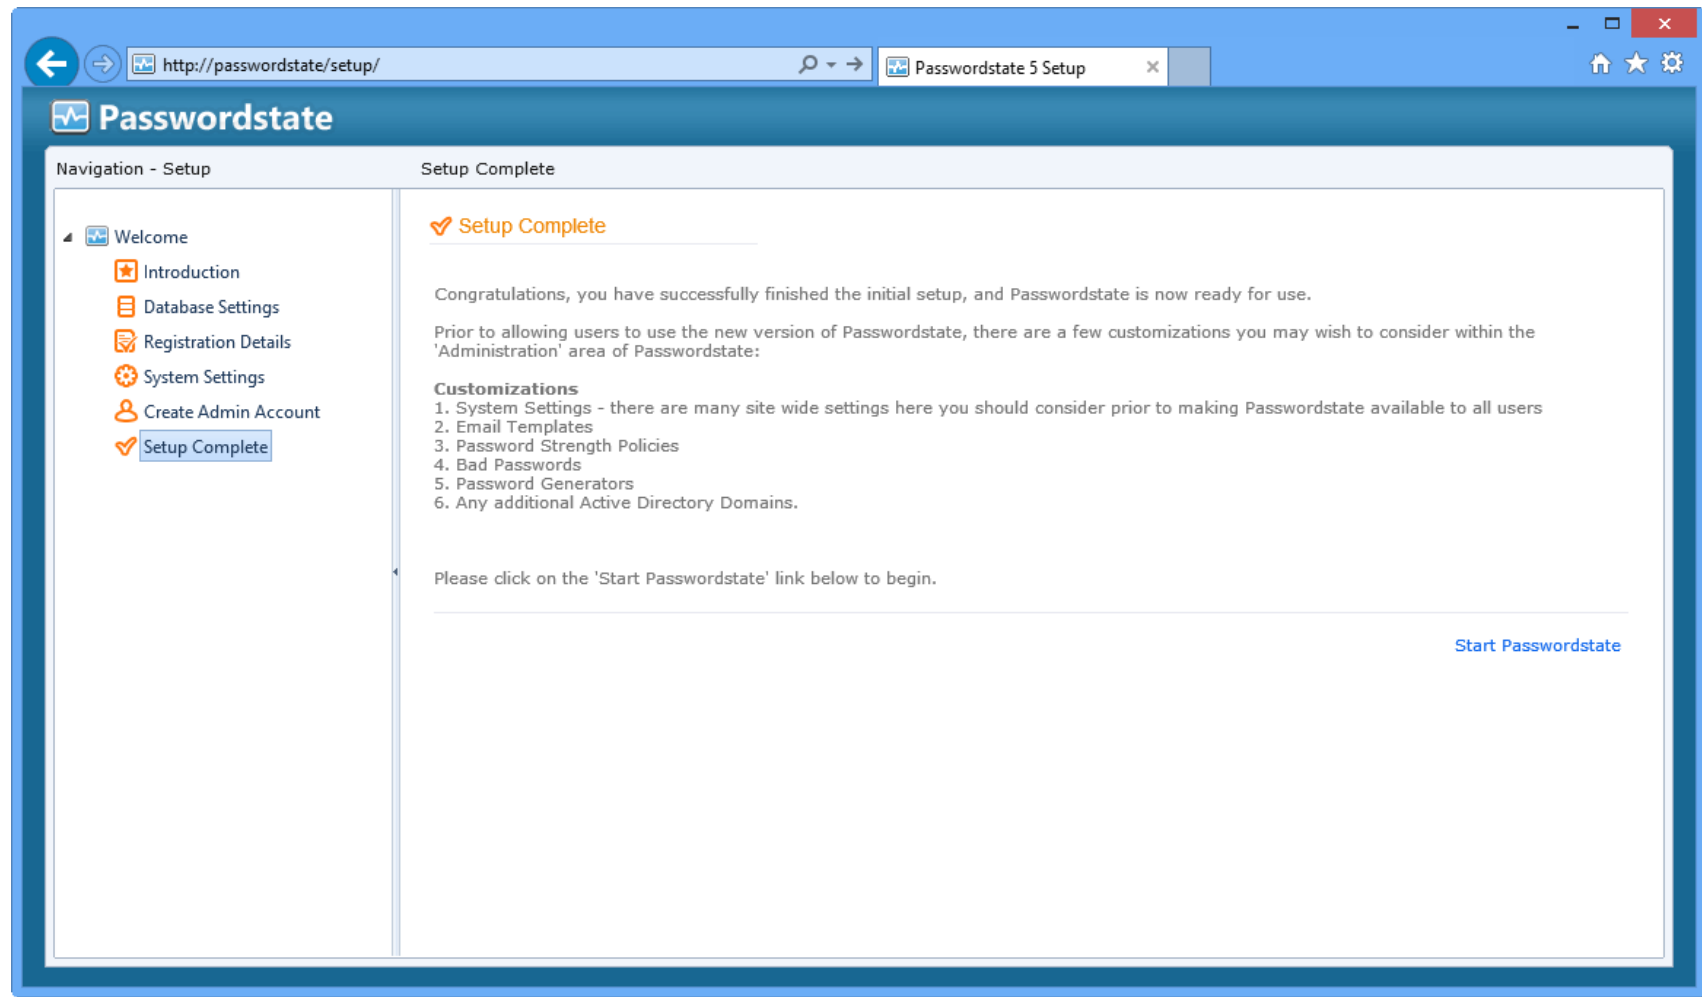 http://passwordstate/setup/
Passwordstate 5 Setup
Passwordstate
Navigation - Setup
Setup Complete
Welcome
Introduction
Database Settings
Registration Details
System Settings
Create Admin Account
Setup Complete
Setup Complete
Congratulations, you have successfully finished the initial setup, and Passwordstate is now ready for use.
Prior to allowing users to use the new version of Passwordstate, there are a few customizations you may wish to consider within the
'Administration' area of Passwordstate:
Customizations
1. System Settings - there are many site wide settings here you should consider prior to making Passwordstate available to all users
2. Email Templates
3. Password Strength Policies
4. Bad Passwords
5. Password Generators
6. Any additional Active Directory Domains.
Please click on the 'Start Passwordstate' link below to begin.
Start Passwordstate